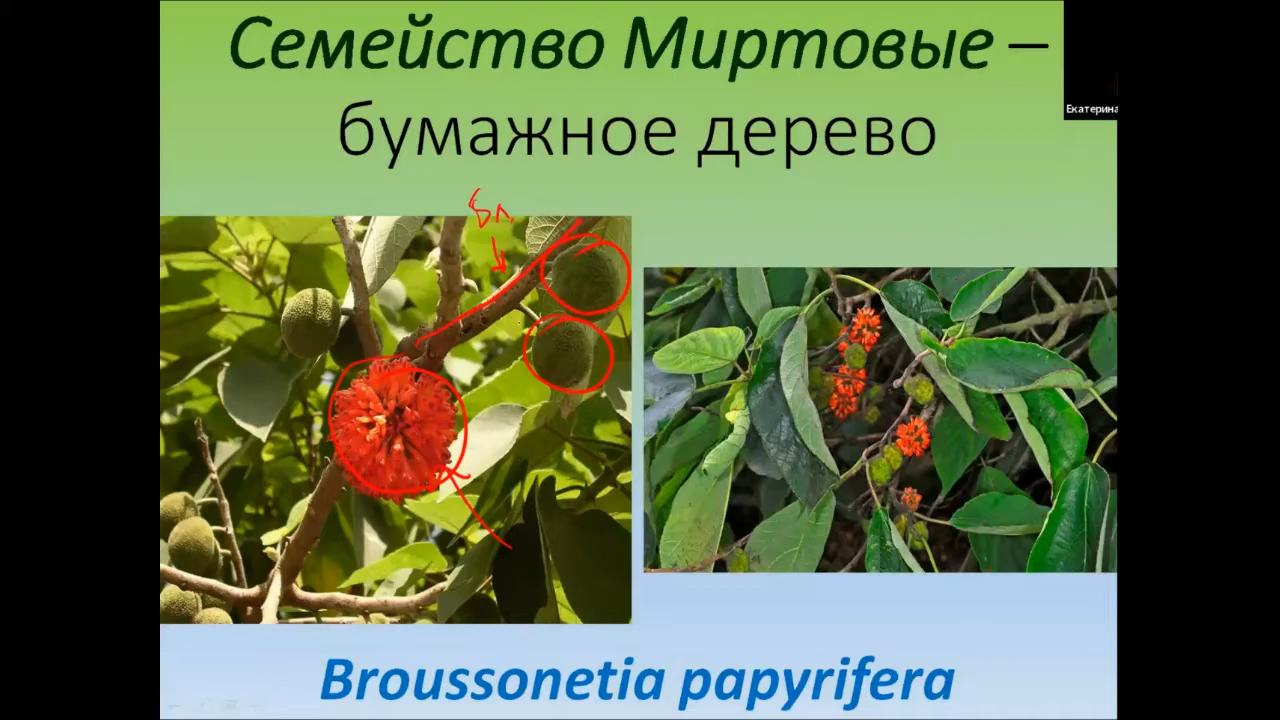 Семейство Миртовые –
бумажное дерево
Екатерина
Broussonetia papyrifera